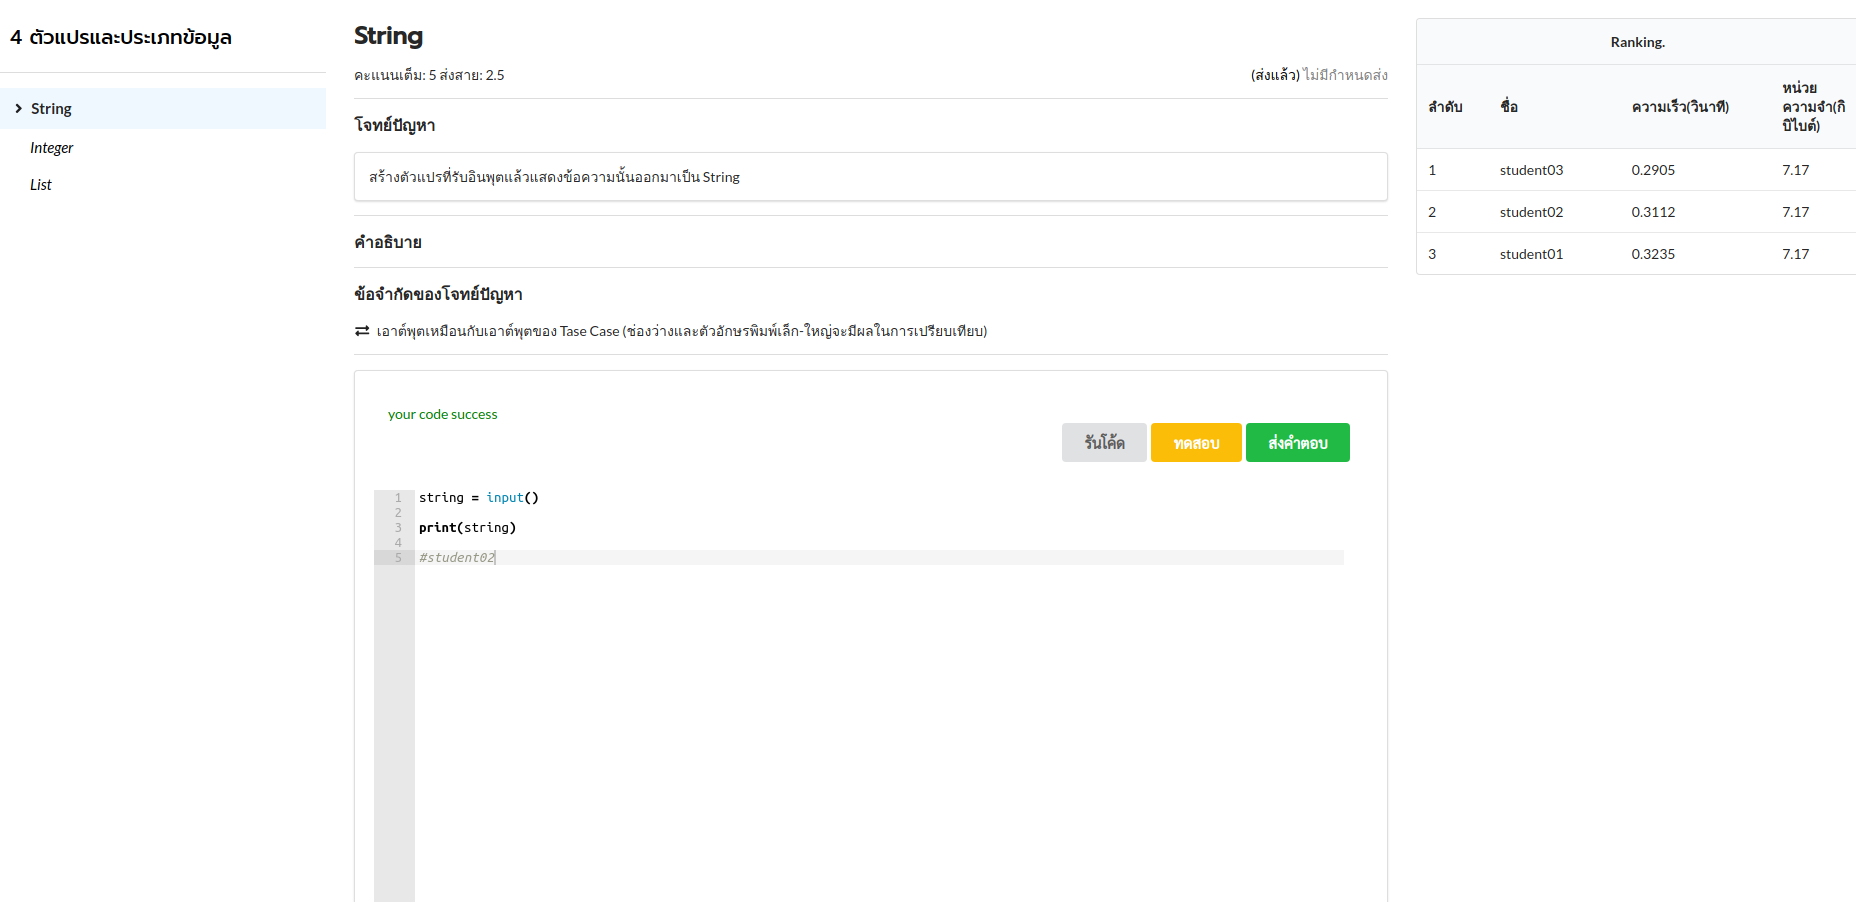 4 ตัวแปรและประเภทข้อมูล
String
Integer
List
String
คะแนนเต็ม: 5 ส่งสาย: 2.5
(ส่งแล้ว) ไม่มีกำหนดส่ง
โจทย์ปัญหา
สร้างตัวแปรที่รับอินพุตแล้วแสดงข้อความนั้นออกมาเป็น String
คำอธิบาย
ข้อจำกัดของโจทย์ปัญหา
เอาต์พุตเหมือนกับเอาต์พุตของ Tase Case (ช่องว่างและตัวอักษรพิมพ์เล็ก-ใหญ่จะมีผลในการเปรียบเทียบ)
your code success
รันโค้ด ทดสอบ ส่งคำตอบ
1 string = input()
2
3 print(string)
4
5 #student02
Ranking.
ลำดับ ชื่อ ความเร็ว(วินาที) หน่วย
ความจำ(กิ
บิไบต์)
1 student03 0.2905 7.17
2 student02 0.3112 7.17
3 student01 0.3235 7.17